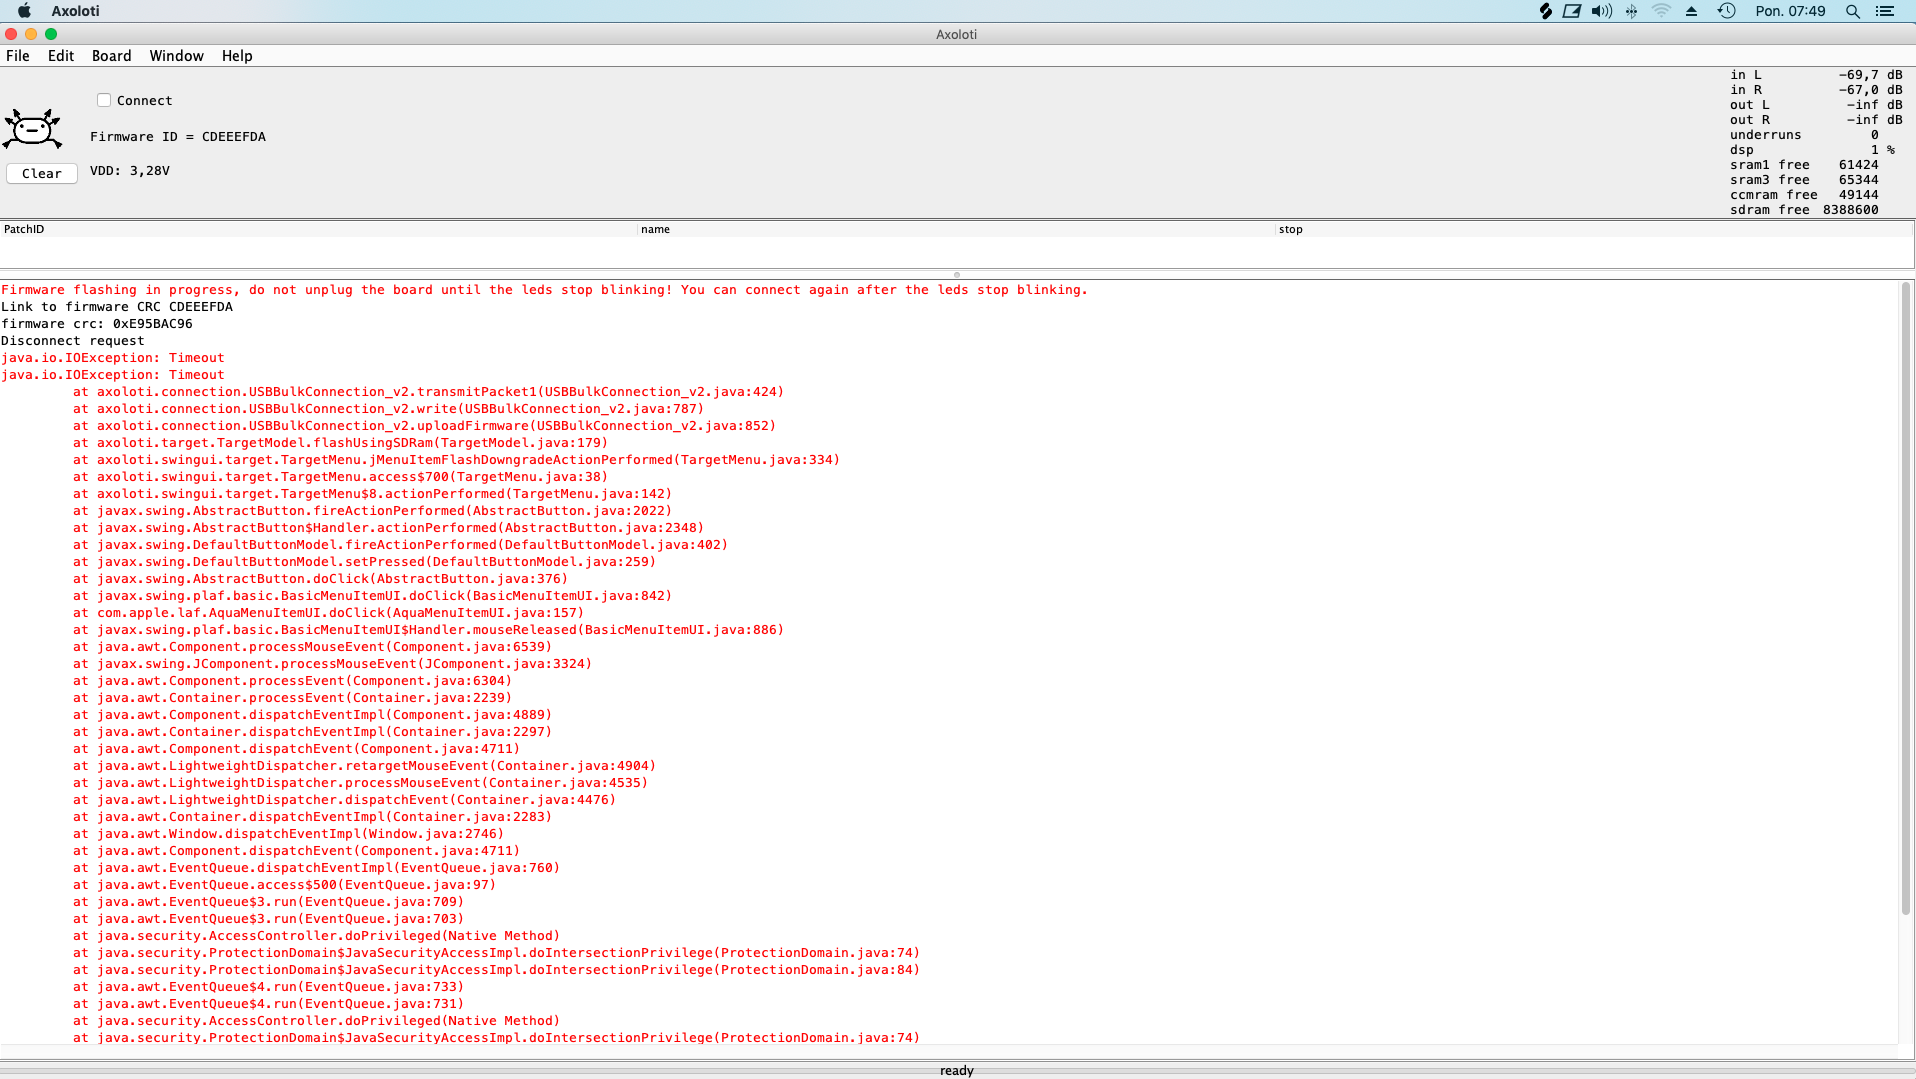 Axoloti
Pon. 07:49
Axoloti
File Edit Board Window Help
Connect
Firmware ID = CDEEEFDA
Clear
VDD: 3,28V
in L -69,7 dB
in R -67,0 dB
out L -inf dB
out R -inf dB
underruns 0
dsp 1 %
sram1 free 61424
sram3 free 65344
ccmram free 49144
sdram free 8388600
PatchID name stop
Firmware flashing in progress, do not unplug the board until the leds stop blinking! You can connect again after the leds stop blinking.
Link to firmware CRC CDEEEFDA
firmware crc: 0xE95BAC96
Disconnect request
java.io.IOException: Timeout
java.io.IOException: Timeout
at axoloti.connection.USBBulkConnection_v2.transmitPacket1(USBBulkConnection_v2.java:424)
at axoloti.connection.USBBulkConnection_v2.write(USBBulkConnection_v2.java:787)
at axoloti.connection.USBBulkConnection_v2.uploadFirmware(USBBulkConnection_v2.java:852)
at axoloti.target.TargetModel.flashUsingSDRam(TargetModel.java:179)
at axoloti.swingui.target.TargetMenu.jMenuItemFlashDowngradeActionPerformed(TargetMenu.java:334)
at axoloti.swingui.target.TargetMenu.access$700(TargetMenu.java:38)
at axoloti.swingui.target.TargetMenu$8.actionPerformed(TargetMenu.java:142)
at javax.swing.AbstractButton.fireActionPerformed(AbstractButton.java:2022)
at javax.swing.AbstractButton$Handler.actionPerformed(AbstractButton.java:2348)
at javax.swing.DefaultButtonModel.fireActionPerformed(DefaultButtonModel.java:402)
at javax.swing.DefaultButtonModel.setPressed(DefaultButtonModel.java:259)
at javax.swing.AbstractButton.doClick(AbstractButton.java:376)
at javax.swing.plaf.basic.BasicMenuItemUI.doClick(BasicMenuItemUI.java:842)
at com.apple.laf.AquaMenuItemUI.doClick(AquaMenuItemUI.java:157)
at javax.swing.plaf.basic.BasicMenuItemUI$Handler.mouseReleased(BasicMenuItemUI.java:886)
at java.awt.Component.processMouseEvent(Component.java:6539)
at javax.swing.JComponent.processMouseEvent(JComponent.java:3324)
at java.awt.Component.processEvent(Component.java:6304)
at java.awt.Container.processEvent(Container.java:2239)
at java.awt.Component.dispatchEventImpl(Component.java:4889)
at java.awt.Container.dispatchEventImpl(Container.java:2297)
at java.awt.Component.dispatchEvent(Component.java:4711)
at java.awt.LightweightDispatcher.retargetMouseEvent(Container.java:4904)
at java.awt.LightweightDispatcher.processMouseEvent(Container.java:4535)
at java.awt.LightweightDispatcher.dispatchEvent(Container.java:4476)
at java.awt.Container.dispatchEventImpl(Container.java:2283)
at java.awt.Window.dispatchEventImpl(Window.java:2746)
at java.awt.Component.dispatchEvent(Component.java:4711)
at java.awt.EventQueue.dispatchEventImpl(EventQueue.java:760)
at java.awt.EventQueue.access$500(EventQueue.java:97)
at java.awt.EventQueue$3.run(EventQueue.java:709)
at java.awt.EventQueue$3.run(EventQueue.java:703)
at java.security.AccessController.doPrivileged(Native Method)
at java.security.ProtectionDomain$JavaSecurityAccessImpl.doIntersectionPrivilege(ProtectionDomain.java:74)
at java.security.ProtectionDomain$JavaSecurityAccessImpl.doIntersectionPrivilege(ProtectionDomain.java:84)
at java.awt.EventQueue$4.run(EventQueue.java:733)
at java.awt.EventQueue$4.run(EventQueue.java:731)
at java.security.AccessController.doPrivileged(Native Method)
at java.security.ProtectionDomain$JavaSecurityAccessImpl.doIntersectionPrivilege(ProtectionDomain.java:74)
ready